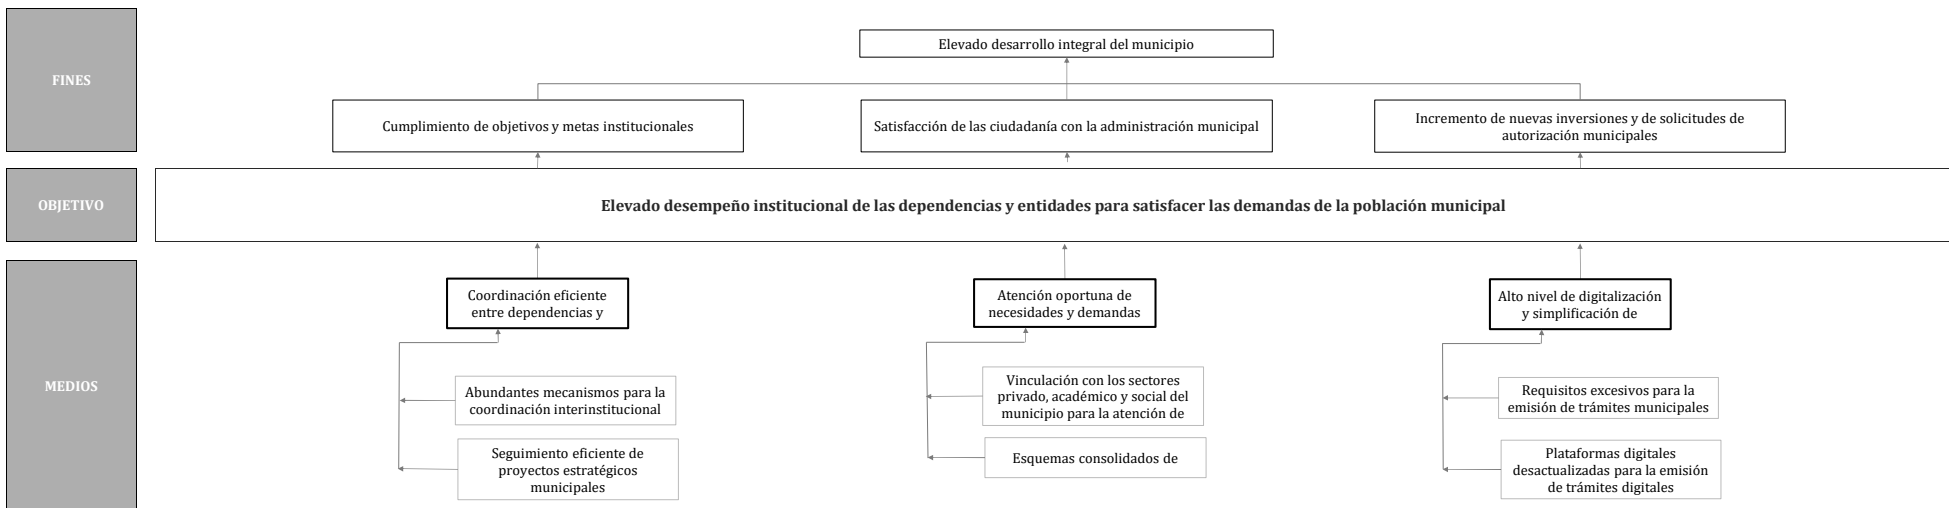 FINES
Elevado desarrollo integral del municipio
Cumplimiento de objetivos y metas institucionales
Satisfacción de las ciudadanía con la administración municipal
Incremento de nuevas inversiones y de solicitudes de
autorización municipales
OBJETIVO
Elevado desempeño institucional de las dependencias y entidades para satisfacer las demandas de la población municipal
MEDIOS
Coordinación eficiente
entre dependencias y
Abundantes mecanismos para la
coordinación interinstitucional
Seguimiento eficiente de
proyectos estratégicos
municipales
Atención oportuna de
necesidades y demandas
Vinculación con los sectores
privado, académico y social del
municipio para la atención de
Esquemas consolidados de
Alto nivel de digitalización
y simplificación de
Requisitos excesivos para la
emisión de trámites municipales
Plataformas digitales
desactualizadas para la emisión
de trámites digitales